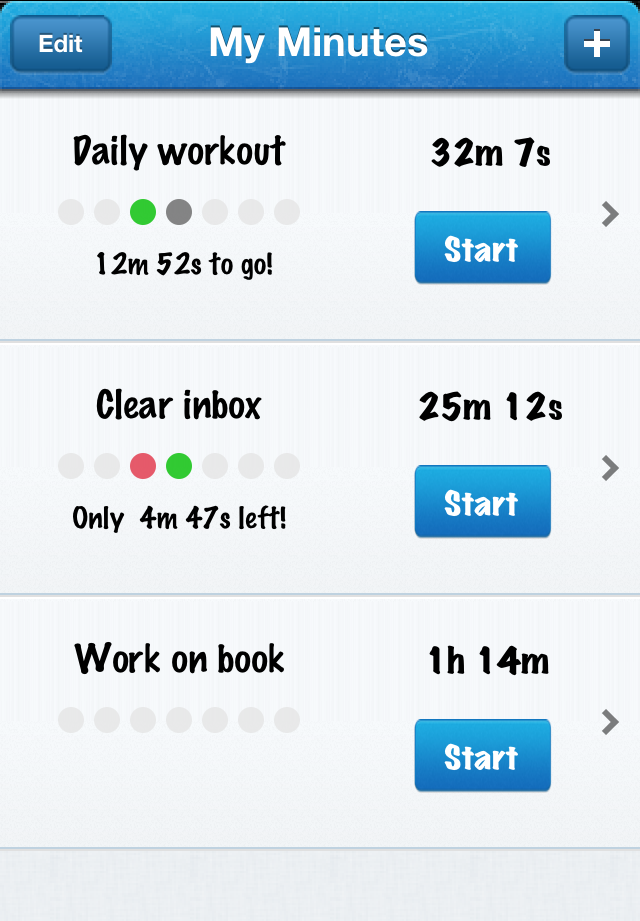 Edit
My Minutes
+
Daily workout
32m 7s
12m 52s to go!
Start
Clear inbox
25m 12s
Only 4m 47s left!
Start
Work on book
1h 14m
Start